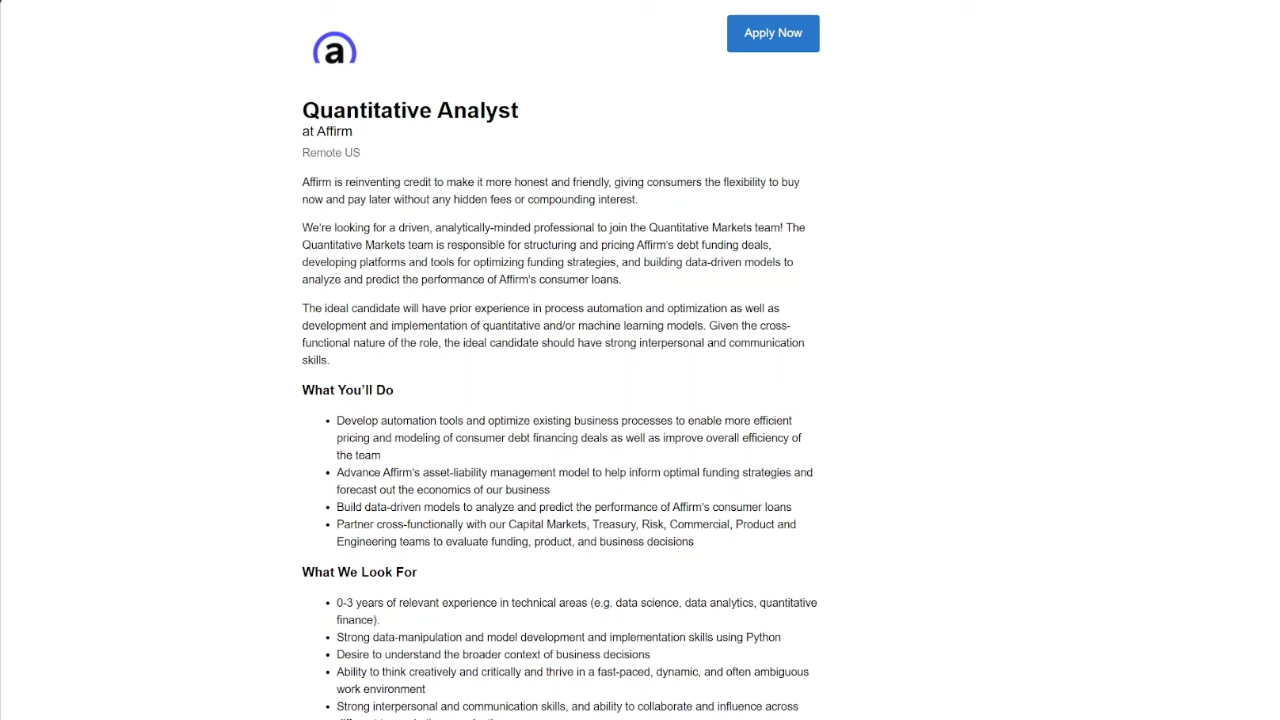 a
Apply Now
Quantitative Analyst
at Affirm
Remote US
Affirm is reinventing credit to make it more honest and friendly, giving consumers the flexibility to buy
now and pay later without any hidden fees or compounding interest.
We're looking for a driven, analytically-minded professional to join the Quantitative Markets team! The
Quantitative Markets team is responsible for structuring and pricing Affirm's debt funding deals,
developing platforms and tools for optimizing funding strategies, and building data-driven models to
analyze and predict the performance of Affirm's consumer loans.
The ideal candidate will have prior experience in process automation and optimization as well as
development and implementation of quantitative and/or machine learning models. Given the cross-
functional nature of the role, the ideal candidate should have strong interpersonal and communication
skills.
What You'll Do
• Develop automation tools and optimize existing business processes to enable more efficient
pricing and modeling of consumer debt financing deals as well as improve overall efficiency of
the team
• Advance Affirm's asset-liability management model to help inform optimal funding strategies and
forecast out the economics of our business
• Build data-driven models to analyze and predict the performance of Affirm's consumer loans
• Partner cross-functionally with our Capital Markets, Treasury, Risk, Commercial, Product and
Engineering teams to evaluate funding, product, and business decisions
What We Look For
• 0-3 years of relevant experience in technical areas (e.g. data science, data analytics, quantitative
finance).
• Strong data-manipulation and model development and implementation skills using Python
• Desire to understand the broader context of business decisions
• Ability to think creatively and critically and thrive in a fast-paced, dynamic, and often ambiguous
work environment
• Strong interpersonal and communication skills, and ability to collaborate and influence across